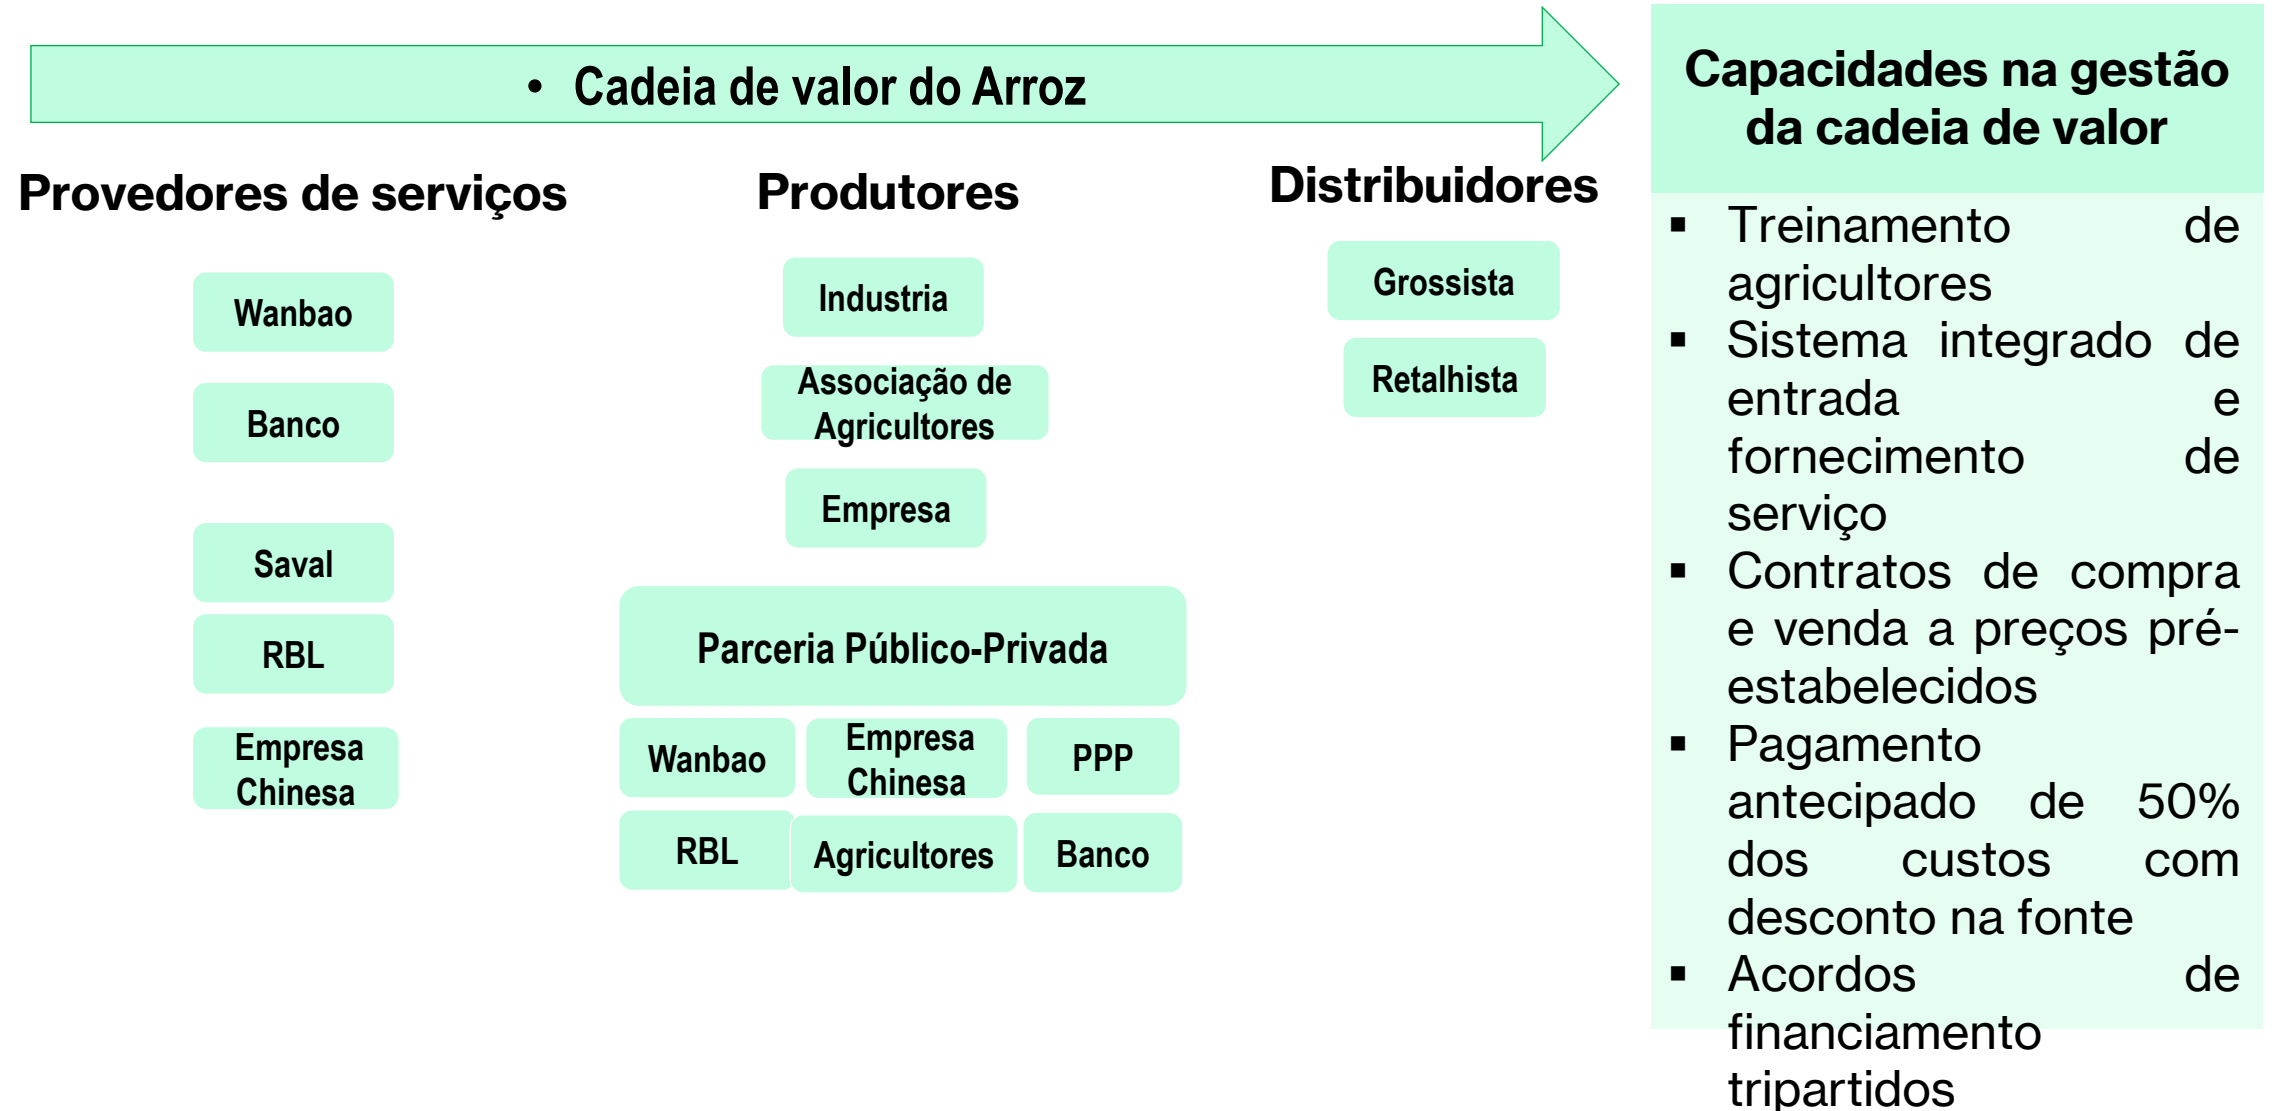 • Cadeia de valor do Arroz
Provedores de serviços
Wanbao
Banco
Saval
RBL
Empresa
Chinesa
Produtores
Industria
Associação de
Agricultores
Empresa
Parceria Público-Privada
Wanbao
Empresa
Chinesa
PPP
RBL
Agricultores
Banco
Distribuidores
Grossista
Retalhista
Capacidades na gestão
da cadeia de valor
▪ Treinamento de
agricultores
▪ Sistema integrado de
entrada e
fornecimento de
serviço
▪ Contratos de compra
e venda a preços pré-
estabelecidos
▪ Pagamento
antecipado de 50%
dos custos com
desconto na fonte
▪ Acordos de
financiamento
tripartidos